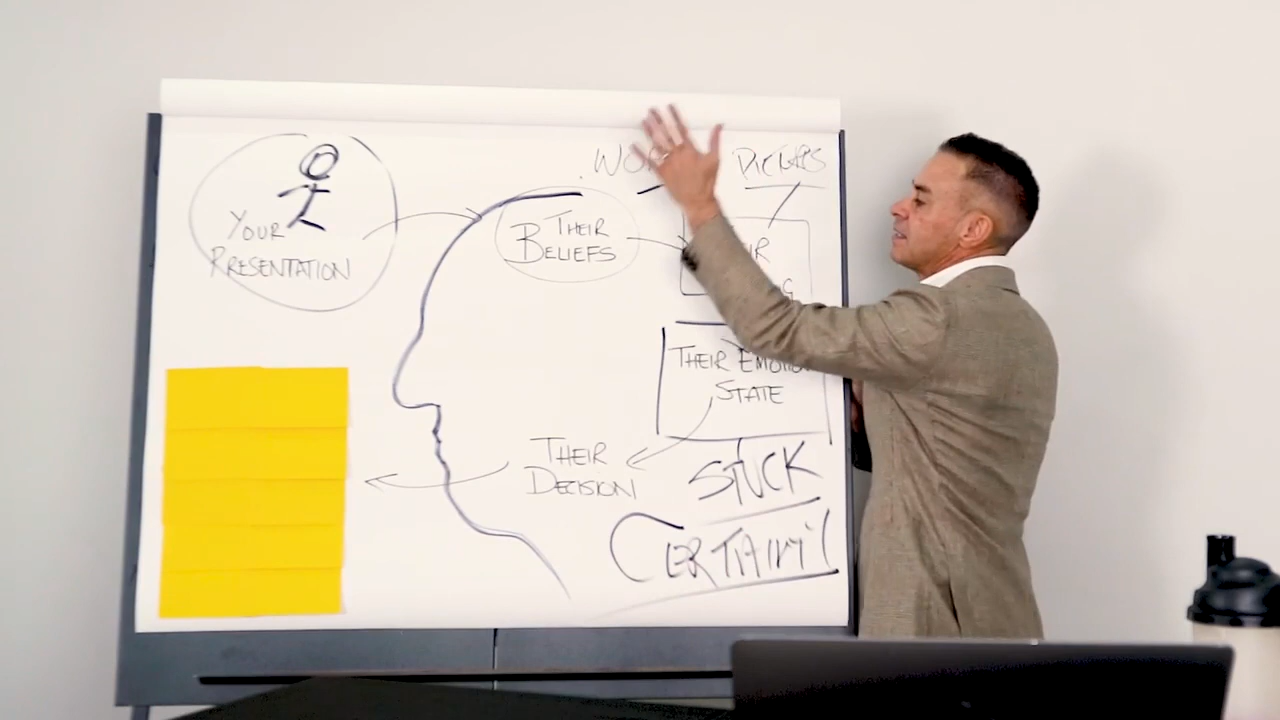 PICTURES
YOUR
PRESENTATION
THEIR
BELIEFS
THEIR EMOTION
STATE
THEIR
DECISION
STUCK
CERTAINTY